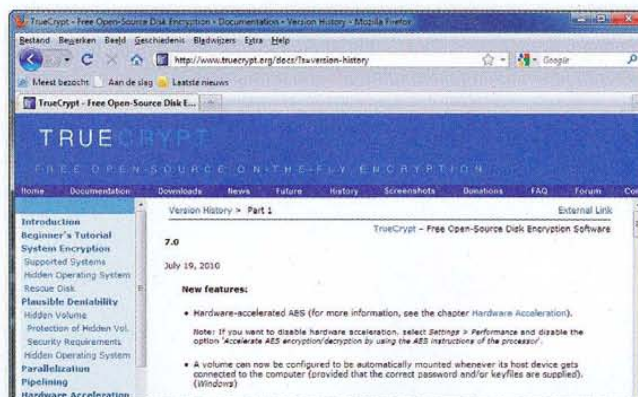 TrueCrypt - Free Open-Source Disk Encryption - Documentation - Version History - Mozilla Firefox
Bestand Bewerken Beeld Geschiedenis Bladwijzers Extra Help
http://www.truecrypt.org/docs/?s=version-history
Google
Meest bezocht Aan de slag Laatste nieuws
TrueCrypt - Free Open-Source Disk E...
TRUECRYPT
FREE OPEN-SOURCE ON-THE-FLY ENCRYPTION
Home Documentation Downloads News Future History Screenshots Donations FAQ Forum Con
Version History > Part 1 External Link
TrueCrypt - Free Open-Source Disk Encryption Software
7.0
July 19, 2010
New features:
• Hardware-accelerated AES (for more information, see the chapter Hardware Acceleration).
Note: If you want to disable hardware acceleration, select Settings > Performance and disable the
option 'Accelerate AES encryption/decryption by using the AES instructions of the processor'.
• A volume can now be configured to be automatically mounted whenever its host device gets
connected to the computer (provided that the correct password and/or keyfiles are supplied).
(Windows)
Introduction
Beginner's Tutorial
System Encryption
Supported Systems
Hidden Operating System
Rescue Disk
Plausible Deniability
Hidden Volume
Protection of Hidden Vol.
Security Requirements
Hidden Operating System
Parallelization
Pipelining
Hardware Acceleration